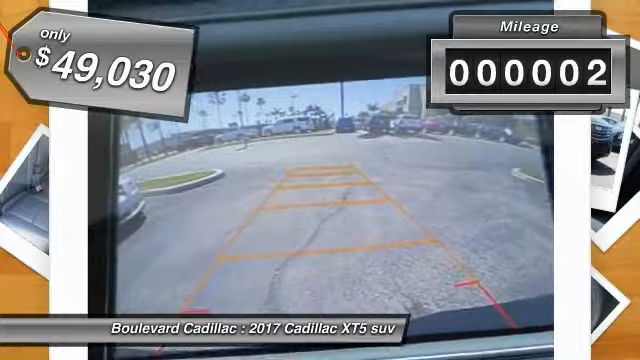 only
$49,030
Mileage
000002
Boulevard Cadillac : 2017 Cadillac XT5 suv